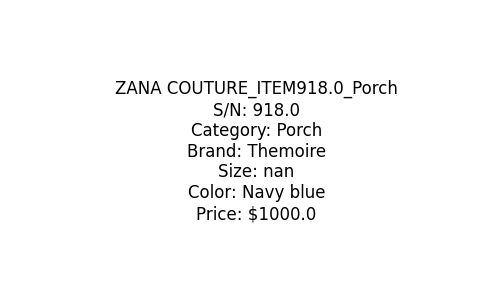 ZANA COUTURE_ITEM918.0_Porch
S/N: 918.0
Category: Porch
Brand: Themoire
Size: nan
Color: Navy blue
Price: $1000.0